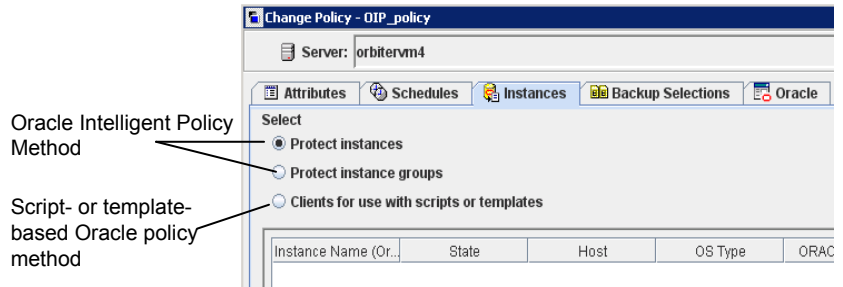 Change Policy - OIP_policy
Server: orbitervm4
Attributes Schedules Instances Backup Selections Oracle
Oracle Intelligent Policy
Method
Select
Protect instances
Protect instance groups
Script- or template-
based Oracle policy
method
Clients for use with scripts or templates
Instance Name (Or... State Host OS Type ORAC